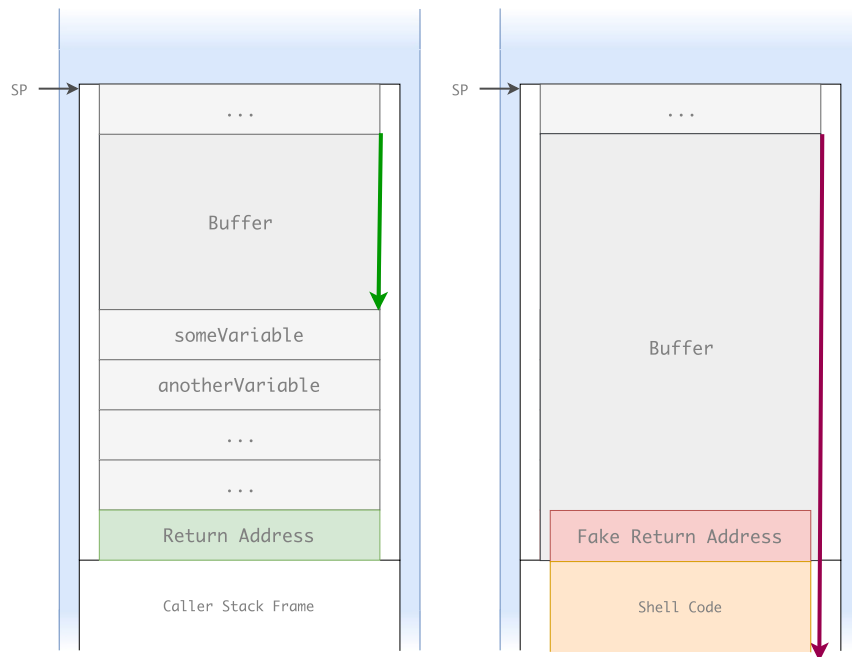 SP
...
Buffer
someVariable
anotherVariable
...
...
Return Address
Caller Stack Frame
SP
...
Buffer
Fake Return Address
Shell Code